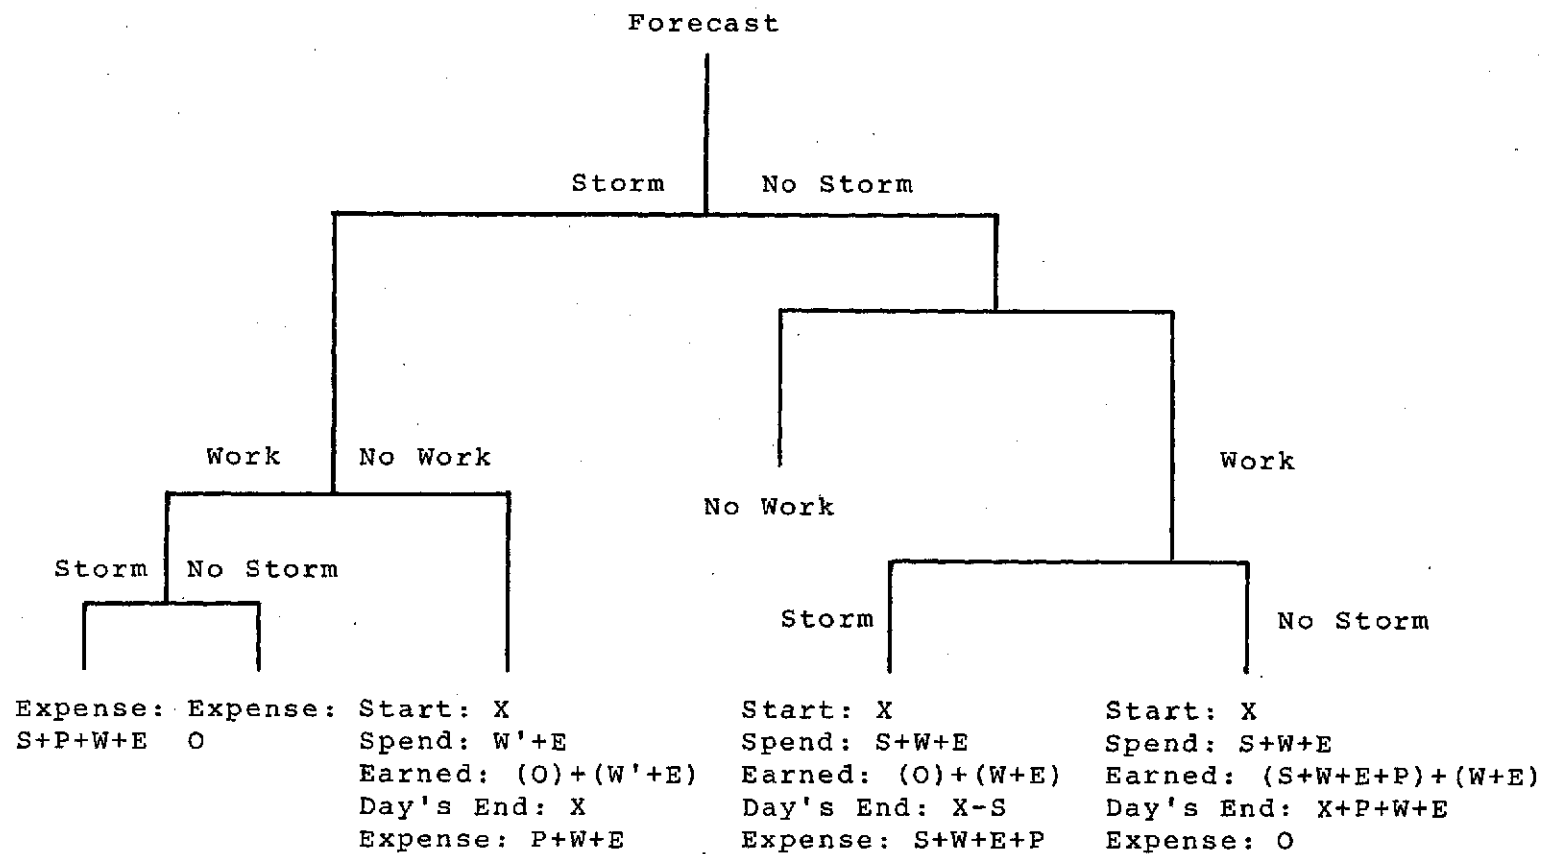 Forecast
Storm No Storm
Work No Work
Work
No Work
Storm No Storm
Storm
No Storm
Expense: Expense: Start: X Start: X Start: X
S+P+W+E O Spend: W'+E Spend: S+W+E Spend: S+W+E
Earned: (O)+(W'+E) Earned: (O)+(W+E) Earned: (S+W+E+P)+(W+E)
Day's End: X Day's End: X-S Day's End: X+P+W+E
Expense: P+W+E Expense: S+W+E+P Expense: O